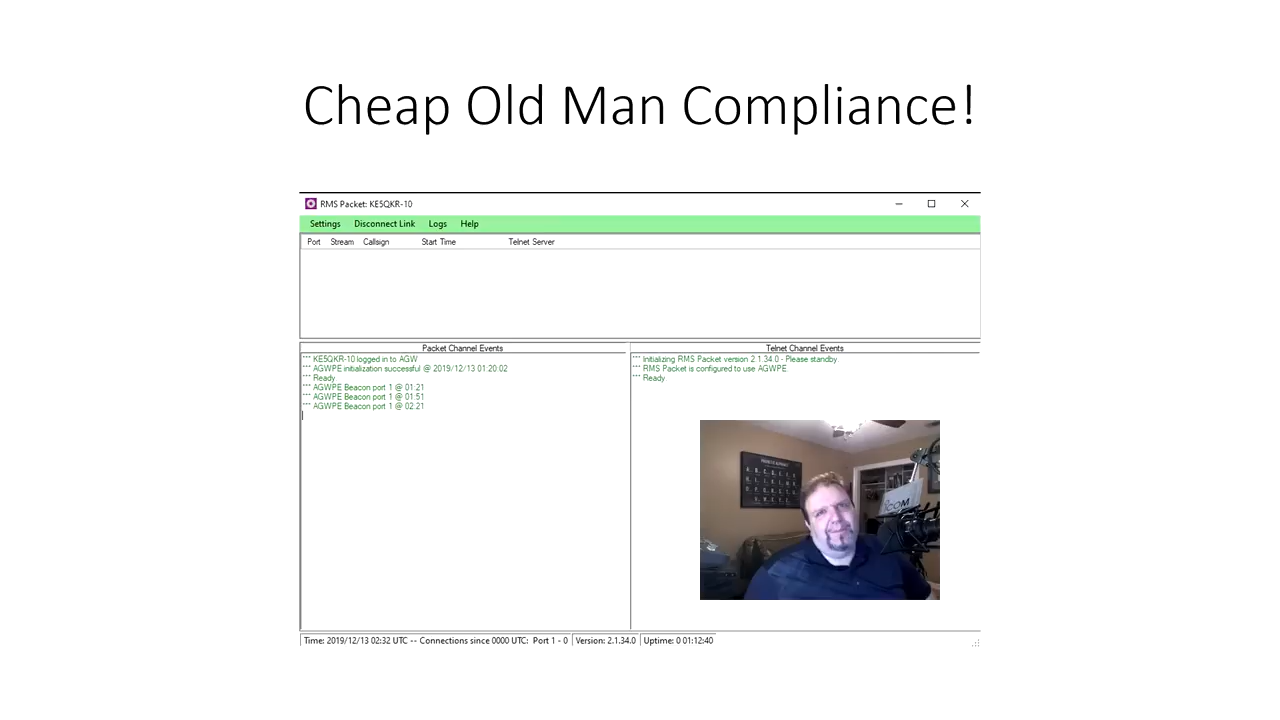 Cheap Old Man Compliance!
RMS Packet: KE5QKR-10
Settings Disconnect Link Logs Help
Port Stream Callsign Start Time Telnet Server
Packet Channel Events
*** KE5QKR-10 logged in to AGW
*** AGWPE initialization successful @ 2019/12/13 01:20:02
*** Ready
*** AGWPE Beacon port 1 @ 01:21
*** AGWPE Beacon port 1 @ 01:51
*** AGWPE Beacon port 1 @ 02:21
Telnet Channel Events
*** Initializing RMS Packet version 2.1.34.0 - Please standby
*** RMS Packet is configured to use AGWPE
*** Ready
ICOM
Time: 2019/12/13 02:32 UTC -- Connections since 0000 UTC: Port 1 - 0 Version: 2.1.34.0 Uptime: 0 01:12:40